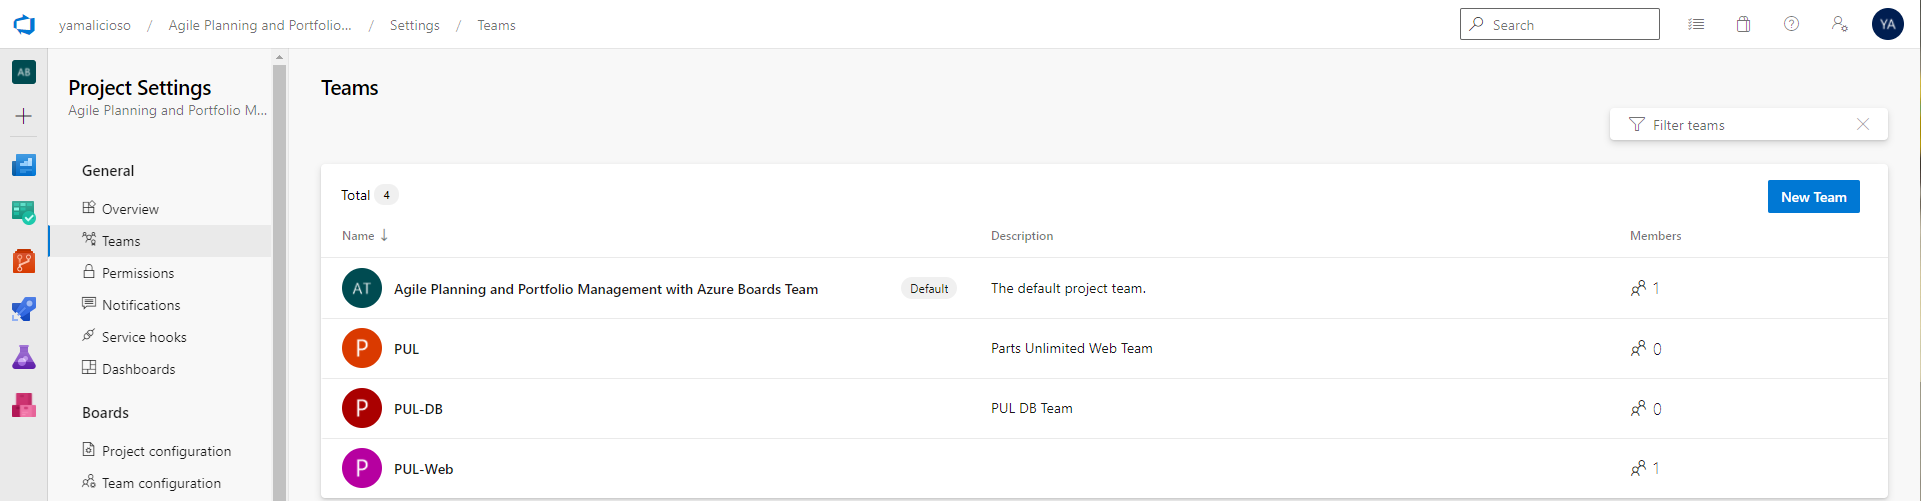 yamalicioso / Agile Planning and Portfolio... / Settings / Teams
Search
YA
AB
Project Settings
Agile Planning and Portfolio M...
General
Overview
Teams
Permissions
Notifications
Service hooks
Dashboards
Boards
Project configuration
Team configuration
Teams
Filter teams
Total 4
New Team
Name Description Members
AT Agile Planning and Portfolio Management with Azure Boards Team Default The default project team. 1
P PUL Parts Unlimited Web Team 0
P PUL-DB PUL DB Team 0
P PUL-Web 1